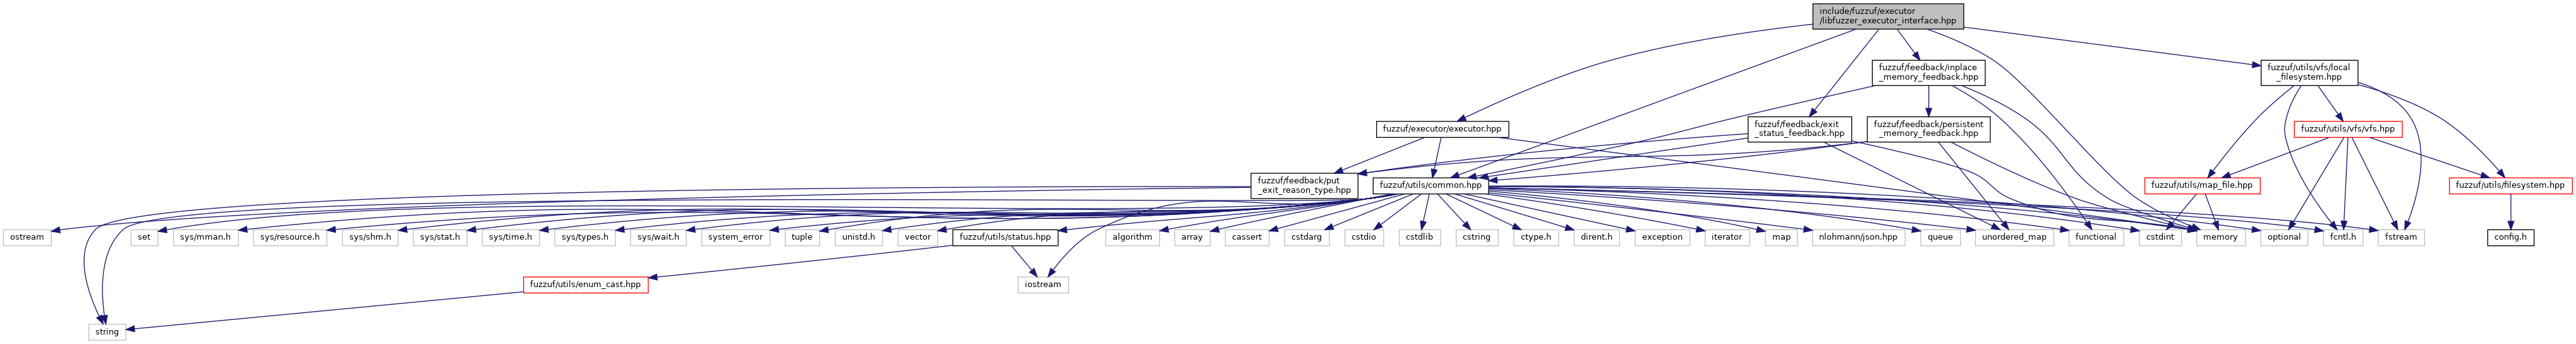 include/fuzzuf/executor
/libfuzzer_executor_interface.hpp
fuzzuf/feedback/inplace
_memory_feedback.hpp
fuzzuf/utils/vfs/local
_filesystem.hpp
fuzzuf/executor/executor.hpp
fuzzuf/feedback/exit
_status_feedback.hpp
fuzzuf/feedback/persistent
_memory_feedback.hpp
fuzzuf/utils/vfs/vfs.hpp
fuzzuf/feedback/put
_exit_reason_type.hpp
fuzzuf/utils/common.hpp
fuzzuf/utils/map_file.hpp
fuzzuf/utils/filesystem.hpp
ostream
set
sys/mman.h
sys/resource.h
sys/shm.h
sys/stat.h
sys/time.h
sys/types.h
sys/wait.h
system_error
tuple
unistd.h
vector
fuzzuf/utils/status.hpp
algorithm
array
cassert
cstdarg
cstdio
cstdlib
cstring
ctype.h
dirent.h
exception
iterator
map
nlohmann/json.hpp
queue
unordered_map
functional
cstdint
memory
optional
fcntl.h
fstream
config.h
fuzzuf/utils/enum_cast.hpp
iostream
string